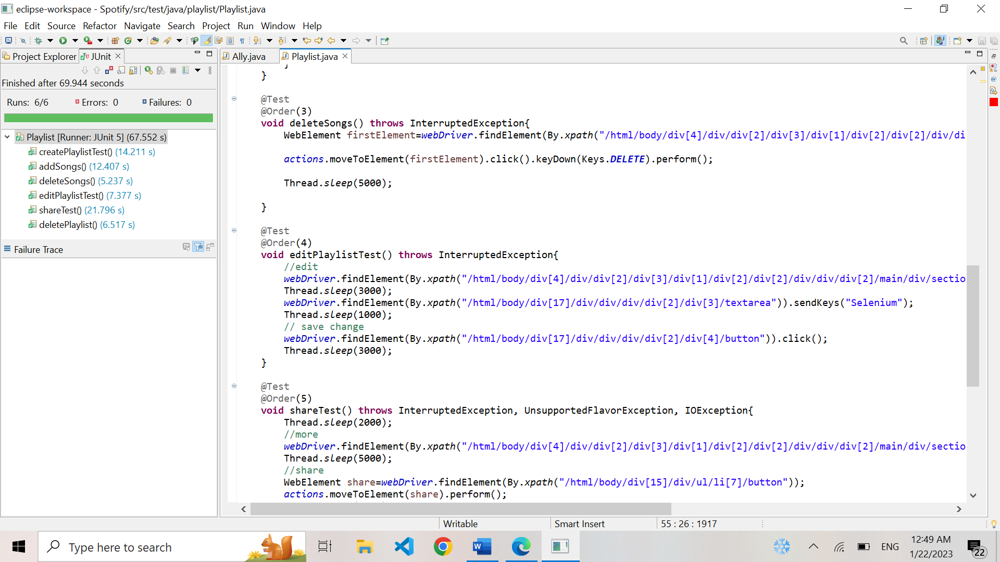 eclipse-workspace - Spotify/src/test/java/playlist/Playlist.java
File Edit Source Refactor Navigate Search Project Run Window Help
Project Explorer JUnit
Finished after 69.944 seconds
Runs: 6/6 Errors: 0 Failures: 0
Playlist [Runner: JUnit 5] (67.552 s)
createPlaylistTest() (14.211 s)
addSongs() (12.407 s)
deleteSongs() (5.237 s)
editPlaylistTest() (7.377 s)
shareTest() (21.796 s)
deletePlaylist() (6.517 s)
Failure Trace
Ally.java Playlist.java
}
@Test
@Order(3)
void deleteSongs() throws InterruptedException{
WebElement firstElement=webDriver.findElement(By.xpath("/html/body/div[4]/div/div[2]/div[3]/div[1]/div[2]/div[2]/div/di
actions.moveToElement(firstElement).click().keyDown(Keys.DELETE).perform();
Thread.sleep(5000);
}
@Test
@Order(4)
void editPlaylistTest() throws InterruptedException{
//edit
webDriver.findElement(By.xpath("/html/body/div[4]/div/div[2]/div[3]/div[1]/div[2]/div[2]/div/div/div[2]/main/div/sectio
Thread.sleep(3000);
webDriver.findElement(By.xpath("/html/body/div[17]/div/div/div/div[2]/div[3]/textarea")).sendKeys("Selenium");
Thread.sleep(1000);
// save change
webDriver.findElement(By.xpath("/html/body/div[17]/div/div/div/div[2]/div[4]/button")).click();
Thread.sleep(3000);
}
@Test
@Order(5)
void shareTest() throws InterruptedException, UnsupportedFlavorException, IOException{
Thread.sleep(2000);
//more
webDriver.findElement(By.xpath("/html/body/div[4]/div/div[2]/div[3]/div[1]/div[2]/div[2]/div/div/div[2]/main/div/sectio
Thread.sleep(5000);
//share
WebElement share=webDriver.findElement(By.xpath("/html/body/div[15]/div/ul/li[7]/button"));
actions.moveToElement(share).perform();
Writable Smart Insert 55 : 26 : 1917
Type here to search
ENG
12:49 AM
1/22/2023
22